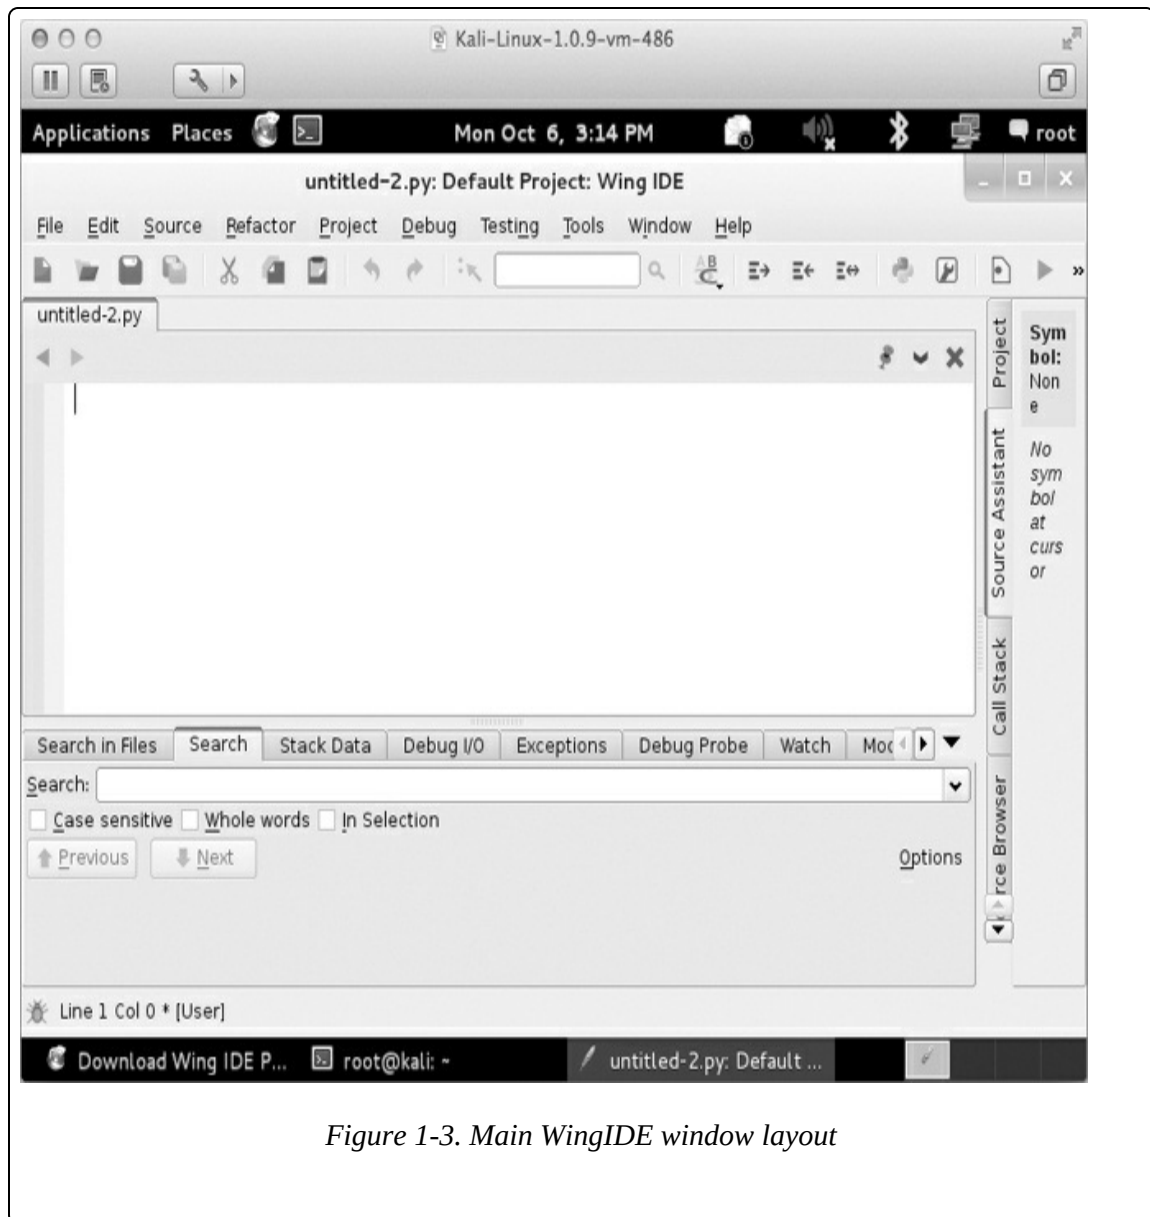 Kali-Linux-1.0.9-vm-486
Applications Places Mon Oct 6, 3:14 PM root
untitled-2.py: Default Project: Wing IDE
File Edit Source Refactor Project Debug Testing Tools Window Help
untitled-2.py
Project
Source Assistant
Call Stack
rce Browser
Sym
bol:
Non
e
No
sym
bol
at
curs
or
Search in Files Search Stack Data Debug I/O Exceptions Debug Probe Watch Moc
Search:
Case sensitive Whole words In Selection
Previous Next Options
Line 1 Col 0 * [User]
Download Wing IDE P... root@kali: ~ untitled-2.py: Default ...
Figure 1-3. Main WingIDE window layout